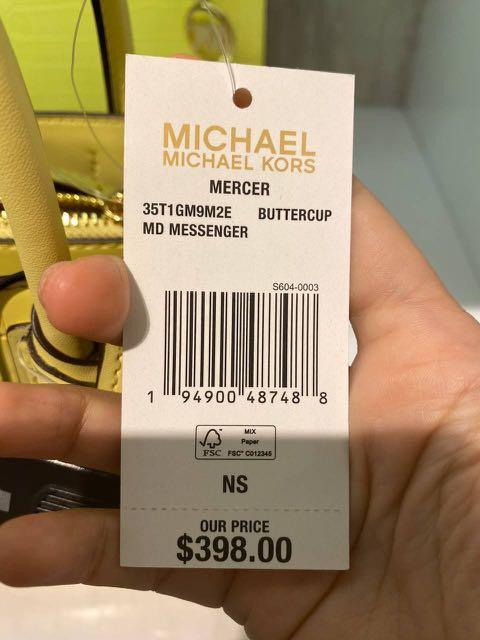 MICHAEL
MICHAEL KORS
MERCER
35T1GM9M2E BUTTERCUP
MD MESSENGER
S604-0003
1 94900 48748 8
FSC
MIX
Paper
FSC® C012345
NS
OUR PRICE
$398.00